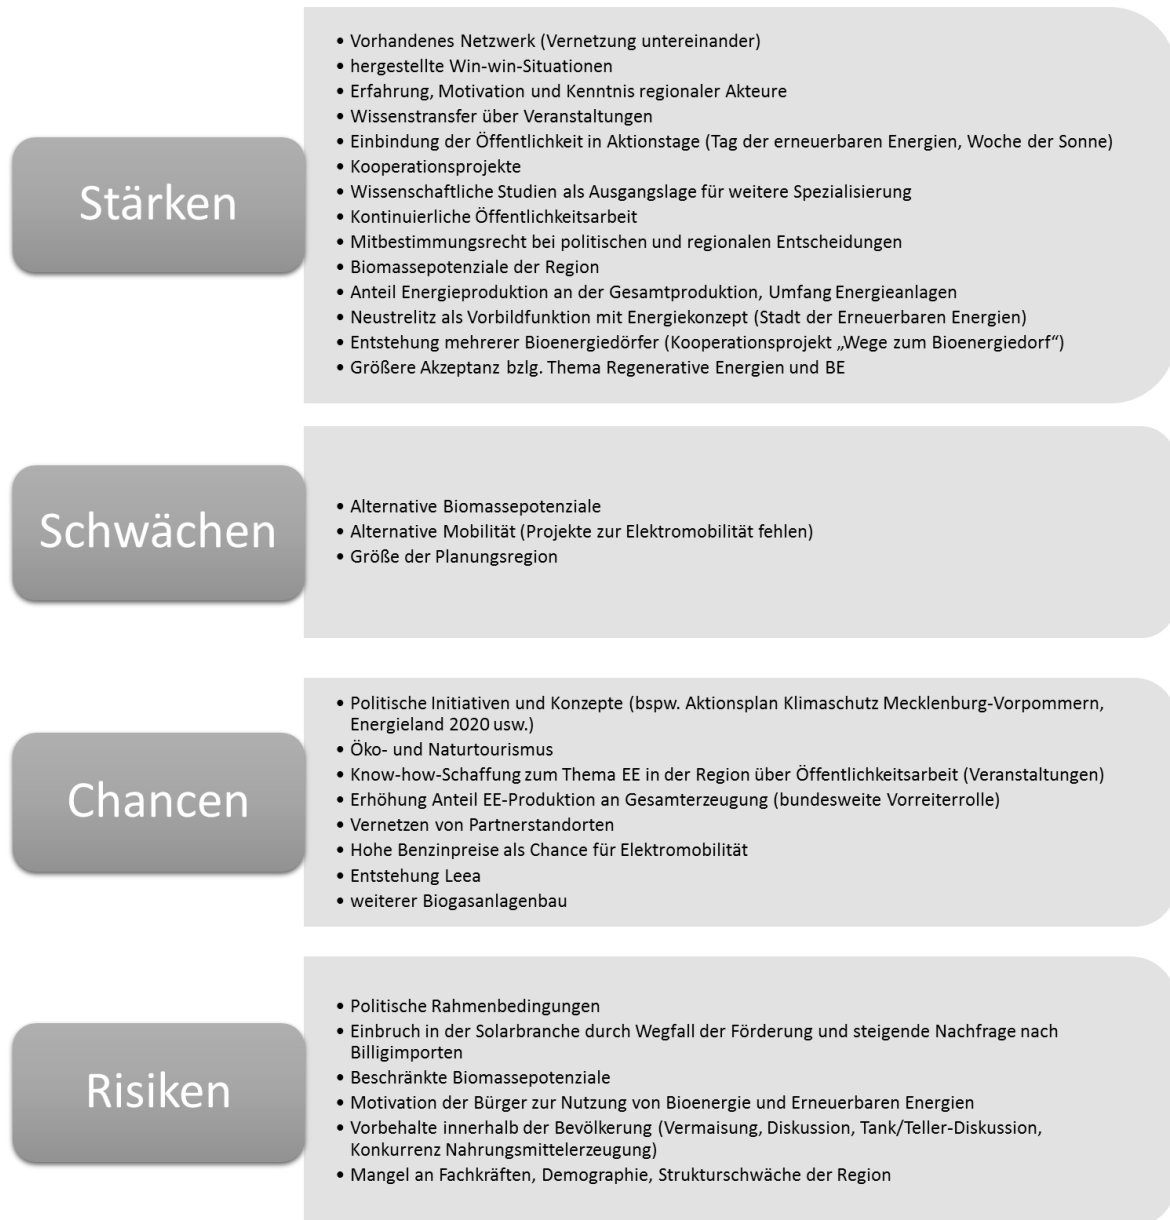 Stärken
• Vorhandenes Netzwerk (Vernetzung untereinander)
• hergestellte Win-win-Situationen
• Erfahrung, Motivation und Kenntnis regionaler Akteure
• Wissenstransfer über Veranstaltungen
• Einbindung der Öffentlichkeit in Aktionstage (Tag der erneuerbaren Energien, Woche der Sonne)
• Kooperationsprojekte
• Wissenschaftliche Studien als Ausgangslage für weitere Spezialisierung
• Kontinuierliche Öffentlichkeitsarbeit
• Mitbestimmungsrecht bei politischen und regionalen Entscheidungen
• Biomassepotenziale der Region
• Anteil Energieproduktion an der Gesamtproduktion, Umfang Energieanlagen
• Neustrelitz als Vorbildfunktion mit Energiekonzept (Stadt der Erneuerbaren Energien)
• Entstehung mehrerer Bioenergiedörfer (Kooperationsprojekt „Wege zum Bioenergiedorf“)
• Größere Akzeptanz bzlg. Thema Regenerative Energien und BE
Schwächen
• Alternative Biomassepotenziale
• Alternative Mobilität (Projekte zur Elektromobilität fehlen)
• Größe der Planungsregion
Chancen
• Politische Initiativen und Konzepte (bspw. Aktionsplan Klimaschutz Mecklenburg-Vorpommern,
Energieland 2020 usw.)
• Öko- und Naturtourismus
• Know-how-Schaffung zum Thema EE in der Region über Öffentlichkeitsarbeit (Veranstaltungen)
• Erhöhung Anteil EE-Produktion an Gesamterzeugung (bundesweite Vorreiterrolle)
• Vernetzen von Partnerstandorten
• Hohe Benzinpreise als Chance für Elektromobilität
• Entstehung Leea
• weiterer Biogasanlagenbau
Risiken
• Politische Rahmenbedingungen
• Einbruch in der Solarbranche durch Wegfall der Förderung und steigende Nachfrage nach
Billigimporten
• Beschränkte Biomassepotenziale
• Motivation der Bürger zur Nutzung von Bioenergie und Erneuerbaren Energien
• Vorbehalte innerhalb der Bevölkerung (Vermaisung, Diskussion, Tank/Teller-Diskussion,
Konkurrenz Nahrungsmittelerzeugung)
• Mangel an Fachkräften, Demographie, Strukturschwäche der Region